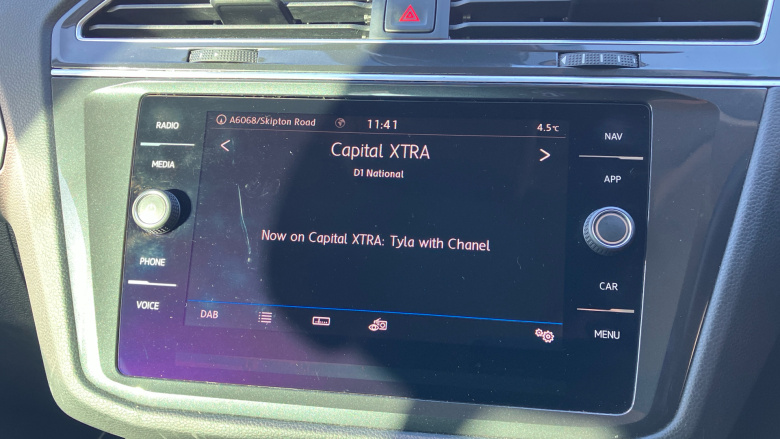 RADIO
MEDIA
PHONE
VOICE
A6068/Skipton Road 11:41 4.5°C
< Capital XTRA >
D1 National
Now on Capital XTRA: Tyla with Chanel
DAB
NAV
APP
CAR
MENU